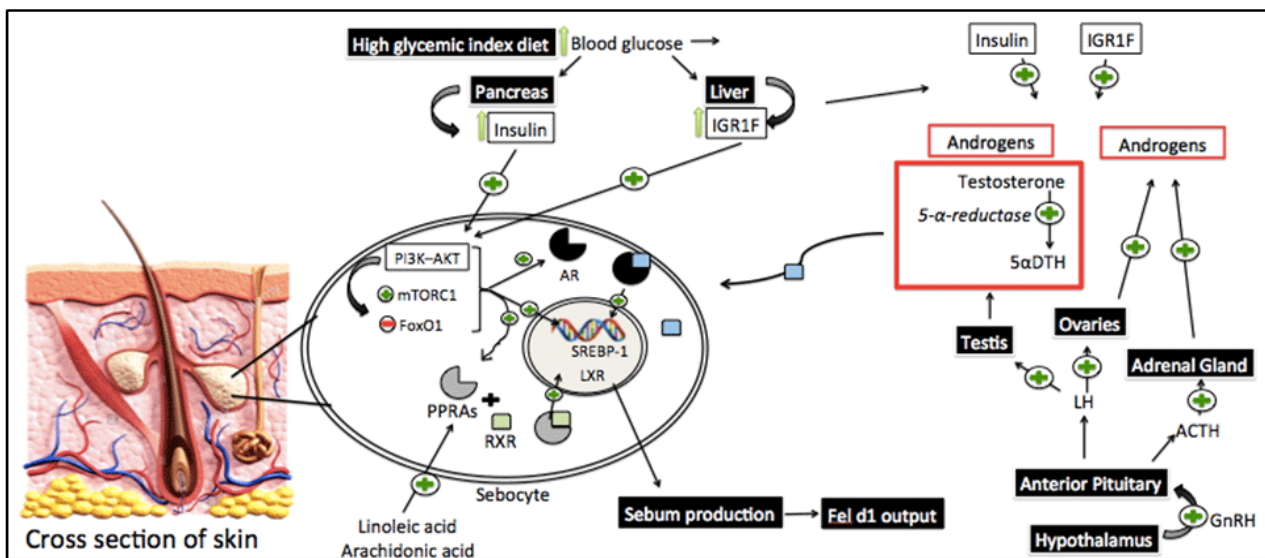 High glycemic index diet
Blood glucose
Pancreas
Insulin
Liver
IGR1F
Insulin
IGR1F
Androgens
Androgens
Testosterone
5-α-reductase
5αDTH
PI3K–AKT
mTORC1
FoxO1
AR
SREBP-1
LXR
PPRAs
RXR
Sebocyte
Linoleic acid
Arachidonic acid
Cross section of skin
Sebum production
Fel d1 output
Testis
Ovaries
Adrenal Gland
LH
ACTH
Anterior Pituitary
GnRH
Hypothalamus